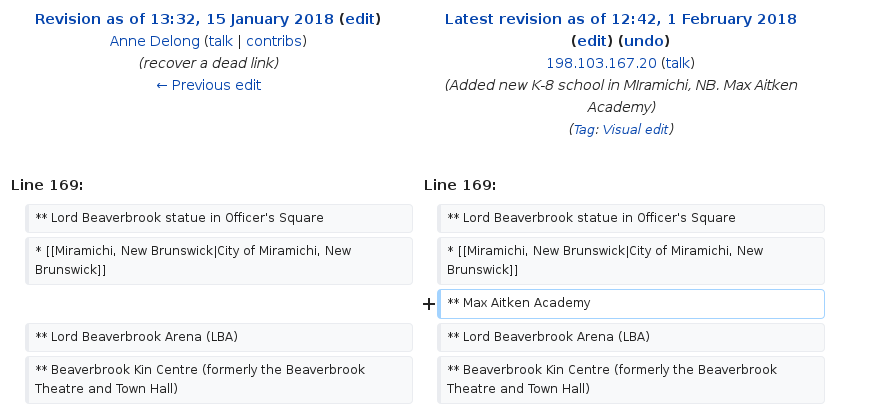 Revision as of 13:32, 15 January 2018 (edit)
Anne Delong (talk | contribs)
(recover a dead link)
← Previous edit
Latest revision as of 12:42, 1 February 2018
(edit) (undo)
198.103.167.20 (talk)
(Added new K-8 school in MIramichi, NB. Max Aitken
Academy)
(Tag: Visual edit)
Line 169:
Line 169:
** Lord Beaverbrook statue in Officer's Square
** Lord Beaverbrook statue in Officer's Square
* [[Miramichi, New Brunswick|City of Miramichi, New
Brunswick]]
* [[Miramichi, New Brunswick|City of Miramichi, New
Brunswick]]
+ ** Max Aitken Academy
** Lord Beaverbrook Arena (LBA)
** Lord Beaverbrook Arena (LBA)
** Beaverbrook Kin Centre (formerly the Beaverbrook
Theatre and Town Hall)
** Beaverbrook Kin Centre (formerly the Beaverbrook
Theatre and Town Hall)